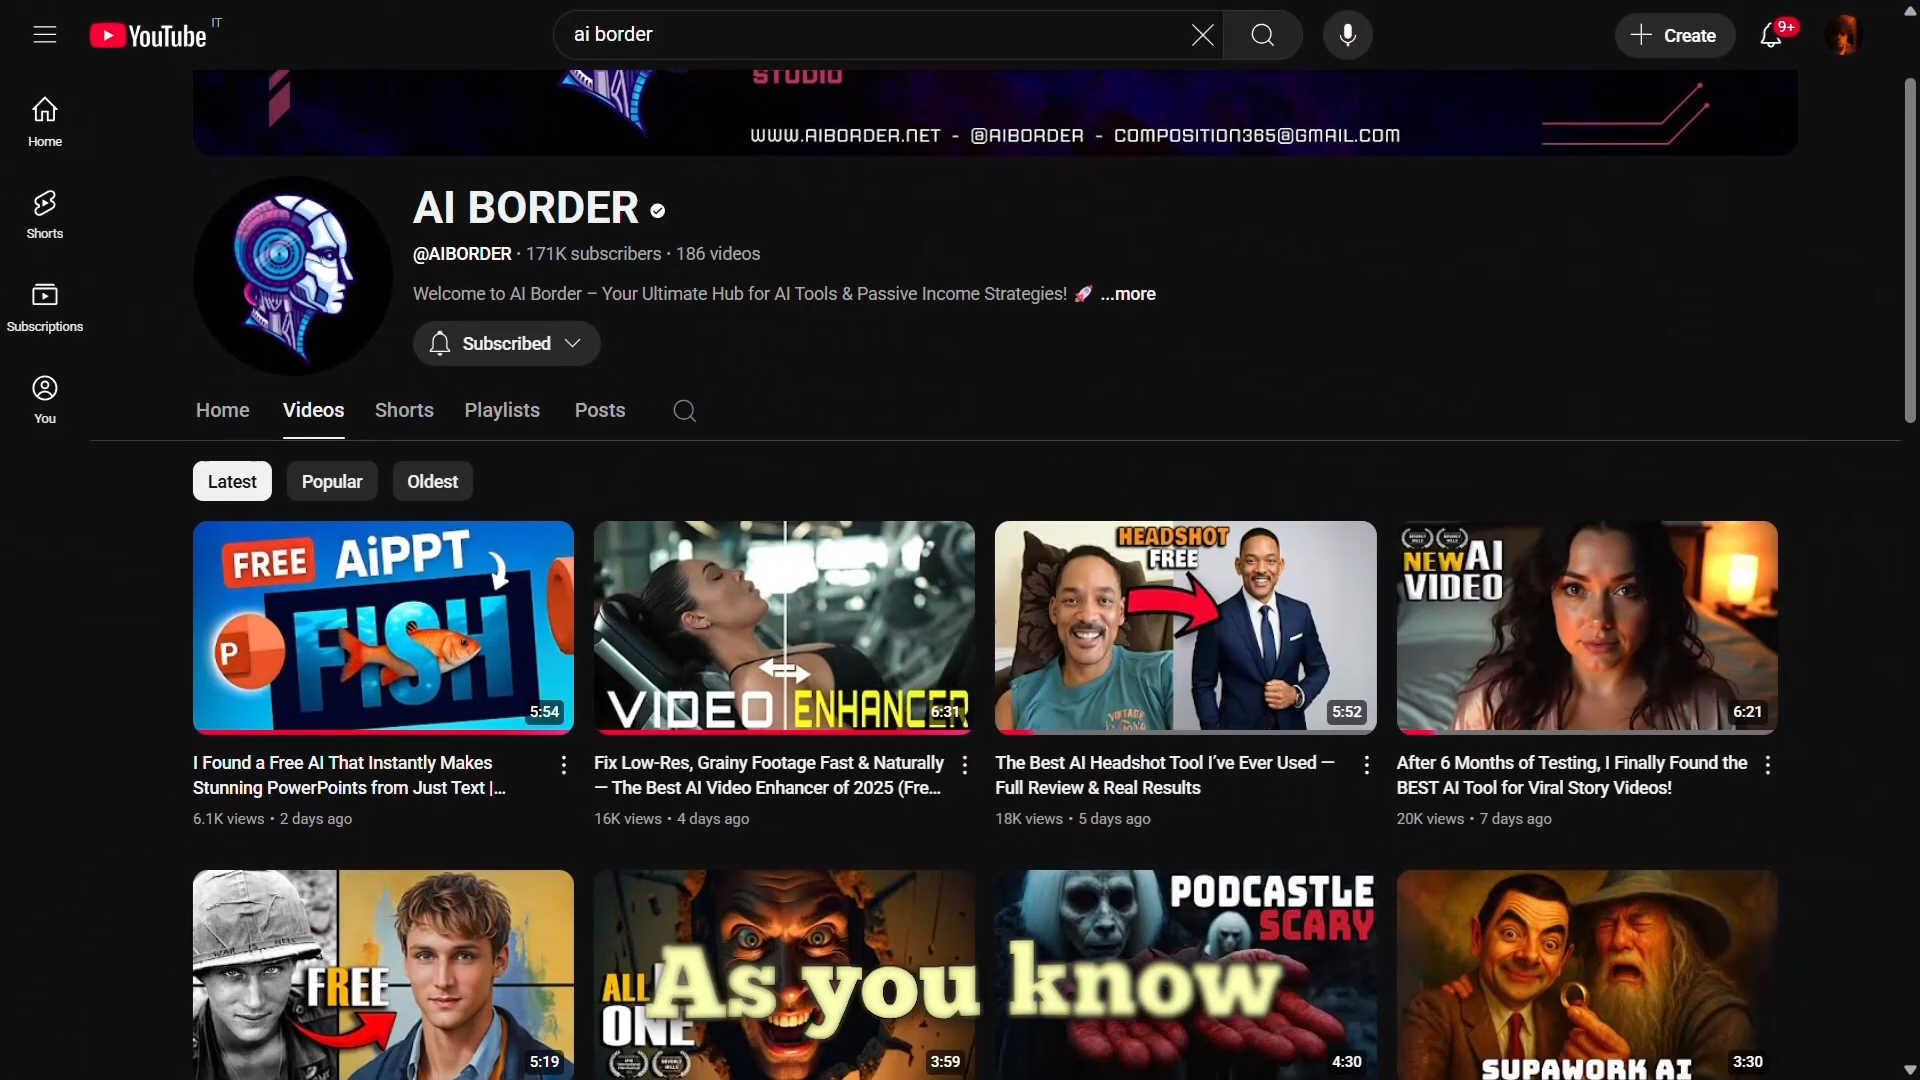 YouTube IT
ai border
Create
9+
STUDIO
WWW.AIBORDER.NET - @AIBORDER - COMPOSITION365@GMAIL.COM
Home
Shorts
Subscriptions
You
AI BORDER
@AIBORDER · 171K subscribers · 186 videos
Welcome to AI Border – Your Ultimate Hub for AI Tools & Passive Income Strategies! 🚀 ...more
Subscribed
Home Videos Shorts Playlists Posts
Latest Popular Oldest
FREE AiPPT
FISH
P
5:54
VIDEO ENHANCER
6:31
HEADSHOT
FREE
VINTAGE
5:52
NEW AI
VIDEO
6:21
I Found a Free AI That Instantly Makes
Stunning PowerPoints from Just Text |...
6.1K views • 2 days ago
Fix Low-Res, Grainy Footage Fast & Naturally
— The Best AI Video Enhancer of 2025 (Fre...
16K views • 4 days ago
The Best AI Headshot Tool I’ve Ever Used —
Full Review & Real Results
18K views • 5 days ago
After 6 Months of Testing, I Finally Found the
BEST AI Tool for Viral Story Videos!
20K views • 7 days ago
WAR IS HELL
FREE
5:19
ALL
ONE
3:59
PODCASTLE
SCARY
4:30
SUPAWORK AI
3:30
As you know